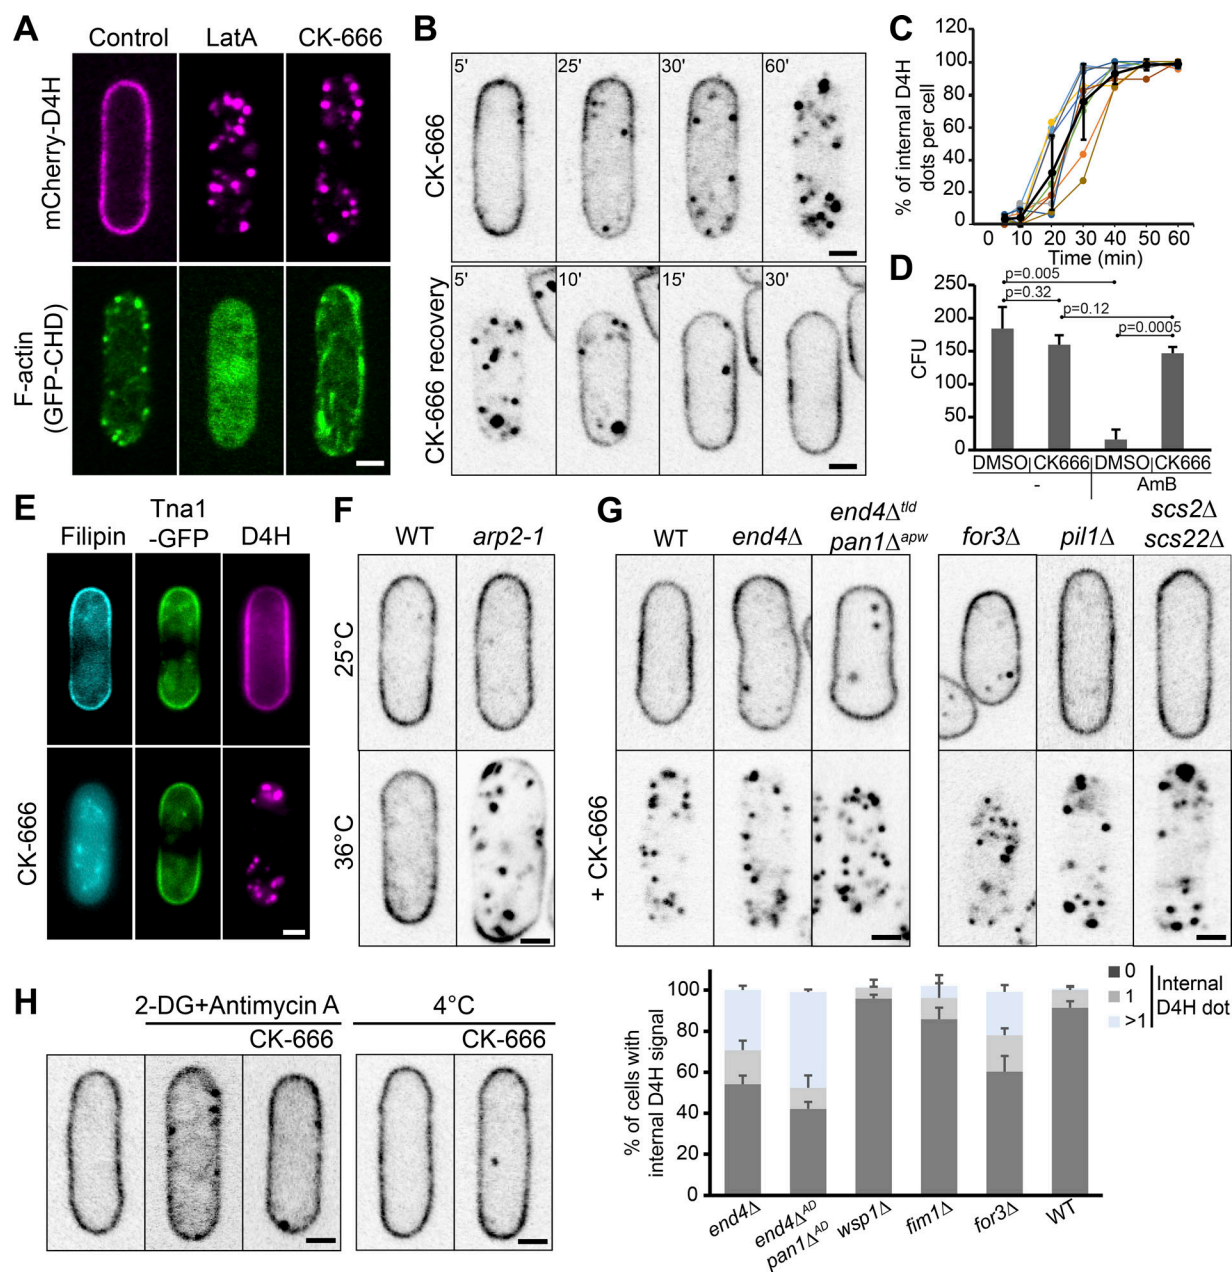 A
Control
LatA
CK-666
mCherry-D4H
F-actin
(GFP-CHD)
B
CK-666
5'
25'
30'
60'
CK-666 recovery
5'
10'
15'
30'
C
% of internal D4H
dots per cell
100
80
60
40
20
0
0 10 20 30 40 50 60
Time (min)
D
p=0.005
p=0.32
p=0.12
p=0.0005
CFU
250
200
150
100
50
0
DMSO CK666 DMSO CK666
- AmB
E
Filipin
Tna1
-GFP
D4H
CK-666
F
WT
arp2-1
25°C
36°C
G
WT
end4Δ
end4Δtld
pan1Δapw
for3Δ
pil1Δ
scs2Δ
scs22Δ
+ CK-666
% of cells with
internal D4H signal
100
80
60
40
20
0
end4Δ
end4ΔAD
pan1ΔAD
wsp1Δ
fim1Δ
for3Δ
WT
0
1
>1
Internal
D4H dot
H
2-DG+Antimycin A
CK-666
4°C
CK-666